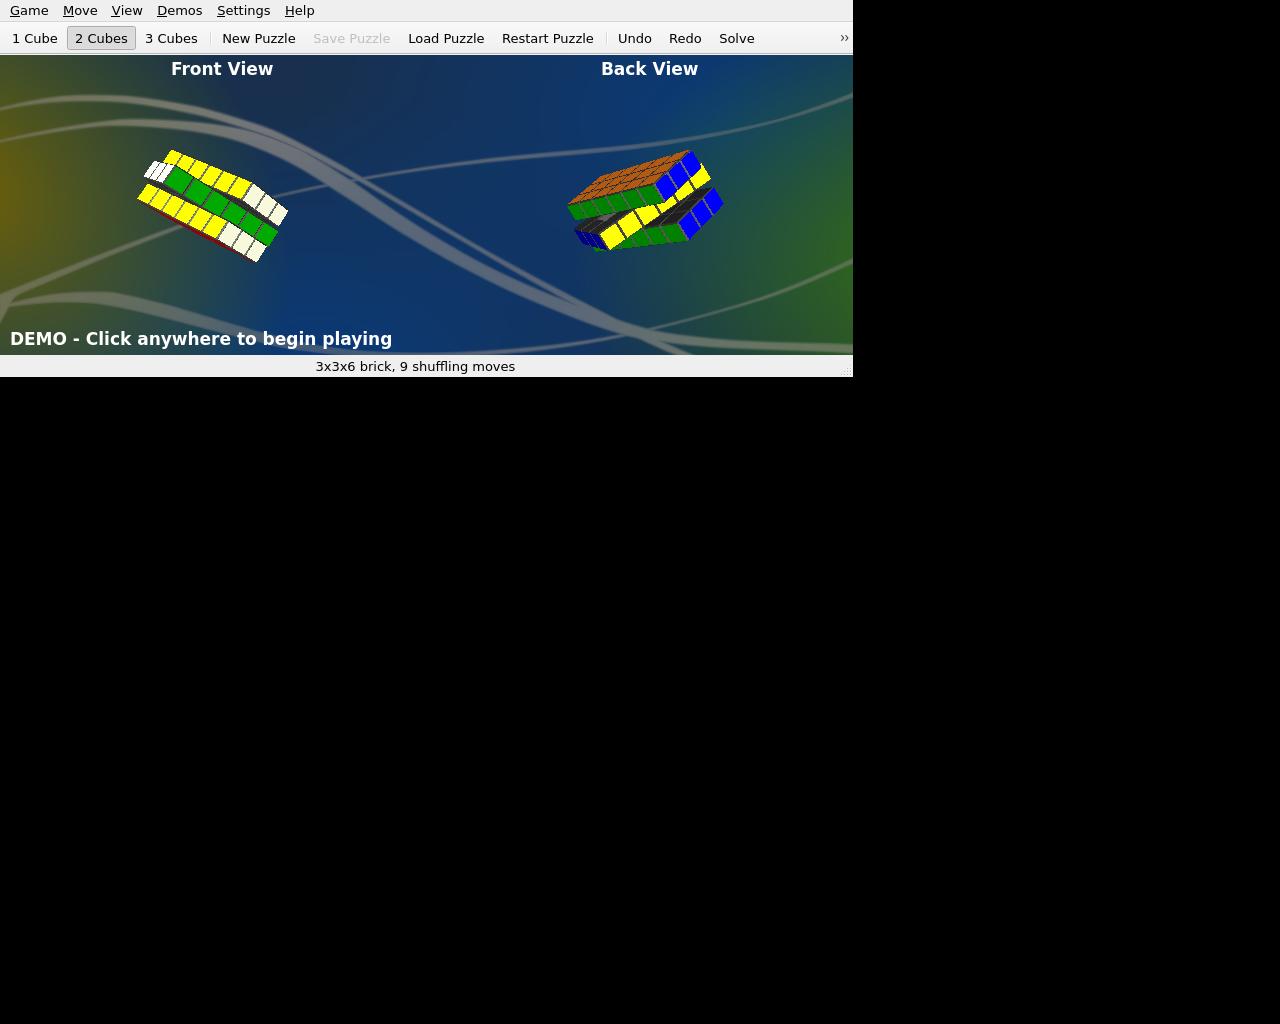 Game Move View Demos Settings Help
1 Cube 2 Cubes 3 Cubes New Puzzle Save Puzzle Load Puzzle Restart Puzzle Undo Redo Solve ››
Front View Back View
DEMO - Click anywhere to begin playing
3x3x6 brick, 9 shuffling moves